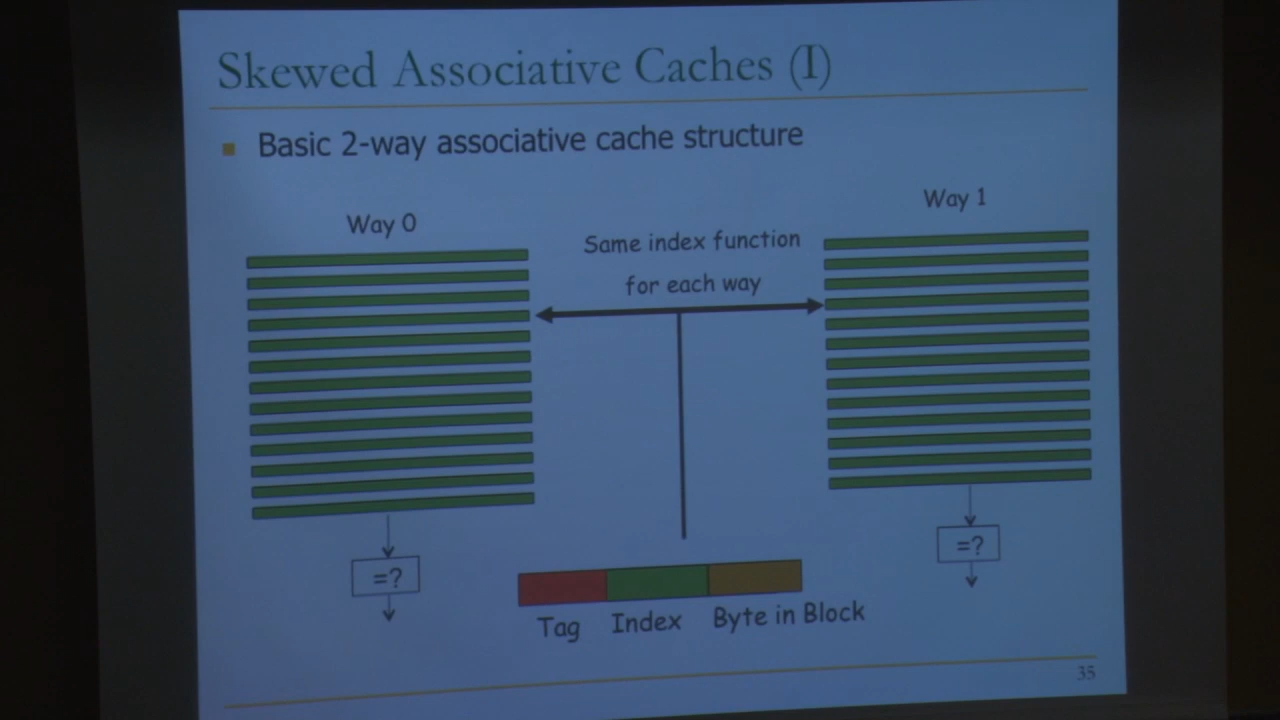 Skewed Associative Caches (I)
Basic 2-way associative cache structure
Way 0
Way 1
Same index function
for each way
=?
=?
Tag Index Byte in Block
35